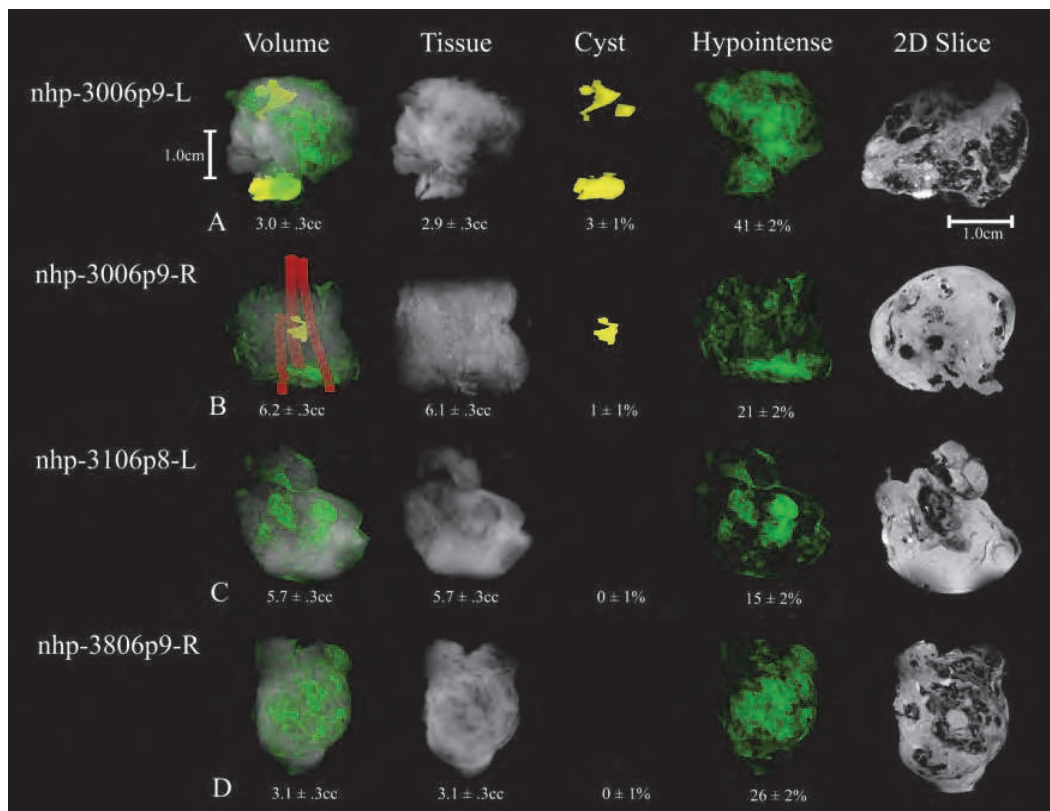 Volume Tissue Cyst Hypointense 2D Slice
nhp-3006p9-L
1.0cm
A 3.0 ± .3cc 2.9 ± .3cc 3 ± 1% 41 ± 2% 1.0cm
nhp-3006p9-R
B 6.2 ± .3cc 6.1 ± .3cc 1 ± 1% 21 ± 2%
nhp-3106p8-L
C 5.7 ± .3cc 5.7 ± .3cc 0 ± 1% 15 ± 2%
nhp-3806p9-R
D 3.1 ± .3cc 3.1 ± .3cc 0 ± 1% 26 ± 2%